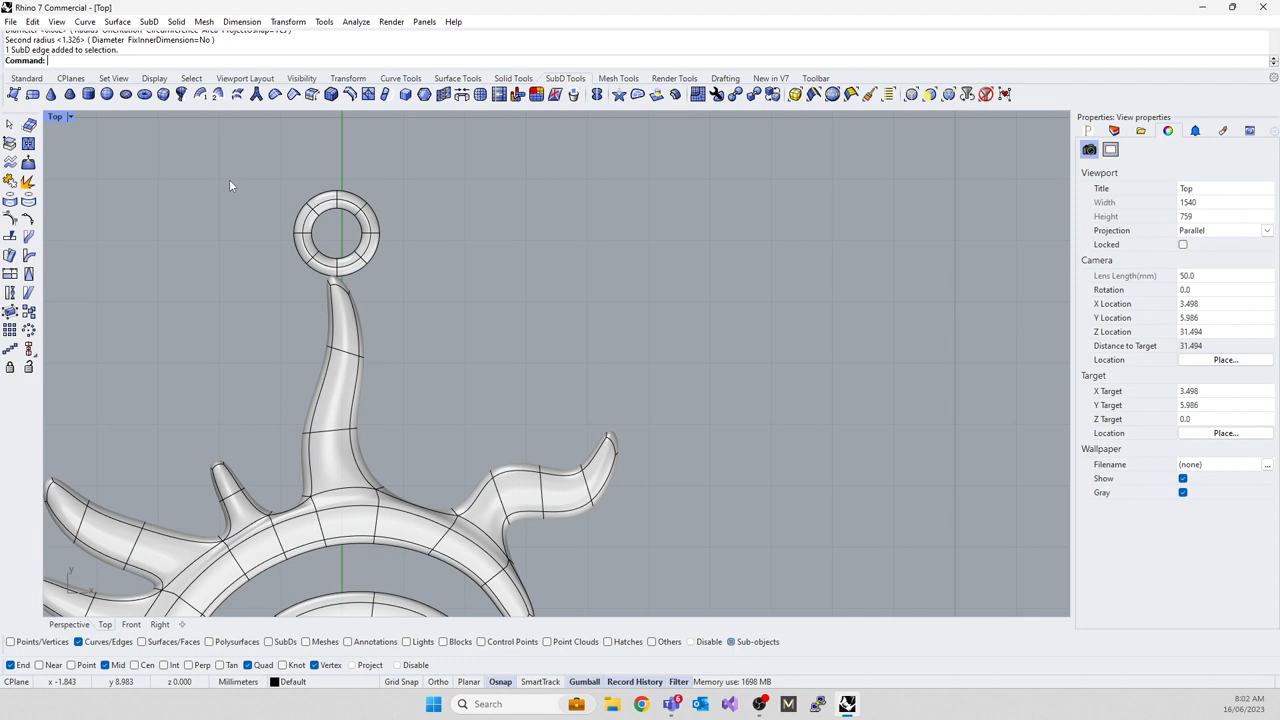 Rhino 7 Commercial - [Top]
File Edit View Curve Surface SubD Solid Mesh Dimension Transform Tools Analyze Render Panels Help
Second radius <1.326> ( Diameter FixInnerDimension=No )
1 SubD edge added to selection.
Command:
Standard CPlanes Set View Display Select Viewport Layout Visibility Transform Curve Tools Surface Tools Solid Tools SubD Tools Mesh Tools Render Tools Drafting New in V7 Toolbar
Top
Properties: View properties
Viewport
Title Top
Width 1540
Height 759
Projection Parallel
Locked
Camera
Lens Length(mm) 50.0
Rotation 0.0
X Location 3.498
Y Location 5.986
Z Location 31.494
Distance to Target 31.494
Location Place...
Target
X Target 3.498
Y Target 5.986
Z Target 0.0
Location Place...
Wallpaper
Filename (none) ...
Show
Gray
y
x
Perspective Top Front Right
Points/Vertices Curves/Edges Surfaces/Faces Polysurfaces SubDs Meshes Annotations Lights Blocks Control Points Point Clouds Hatches Others Disable Sub-objects
End Near Point Mid Cen Int Perp Tan Quad Knot Vertex Project Disable
CPlane x -1.843 y 8.983 z 0.000 Millimeters Default Grid Snap Ortho Planar Osnap SmartTrack Gumball Record History Filter Memory use: 1698 MB
Search
8:02 AM
16/06/2023